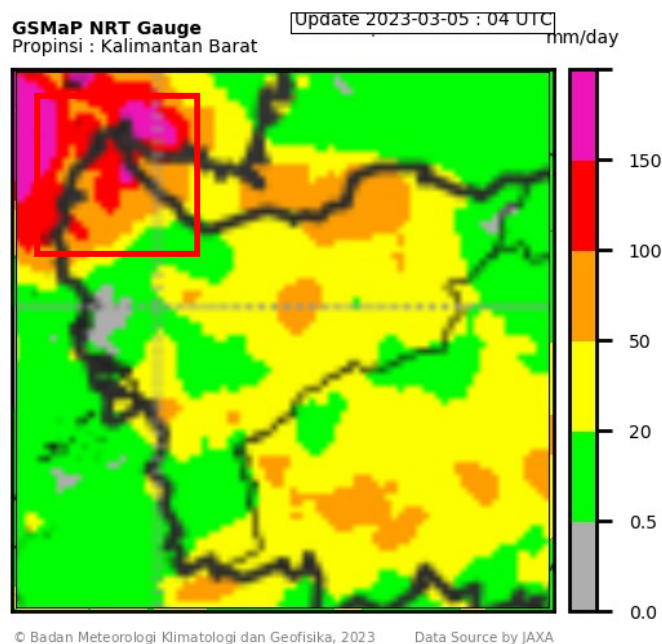 GSMaP NRT Gauge
Update 2023-03-05 : 04 UTC
Propinsi : Kalimantan Barat
mm/day
150
100
50
20
0.5
0.0
© Badan Meteorologi Klimatologi dan Geofisika, 2023
Data Source by JAXA